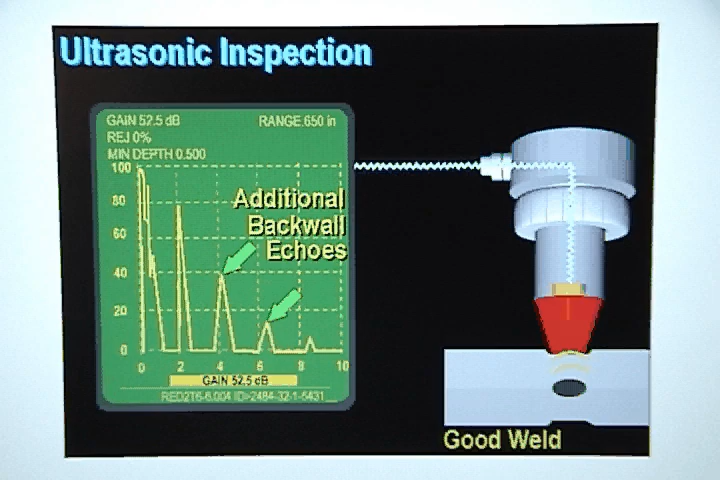 Ultrasonic Inspection
GAIN 52.5 dB
RANGE.650 in
REJ 0%
MIN DEPTH 0.500
100
80
60
40
20
0
Additional
Backwall
Echoes
0 2 4 6 8 10
GAIN 52.5 dB
Good Weld